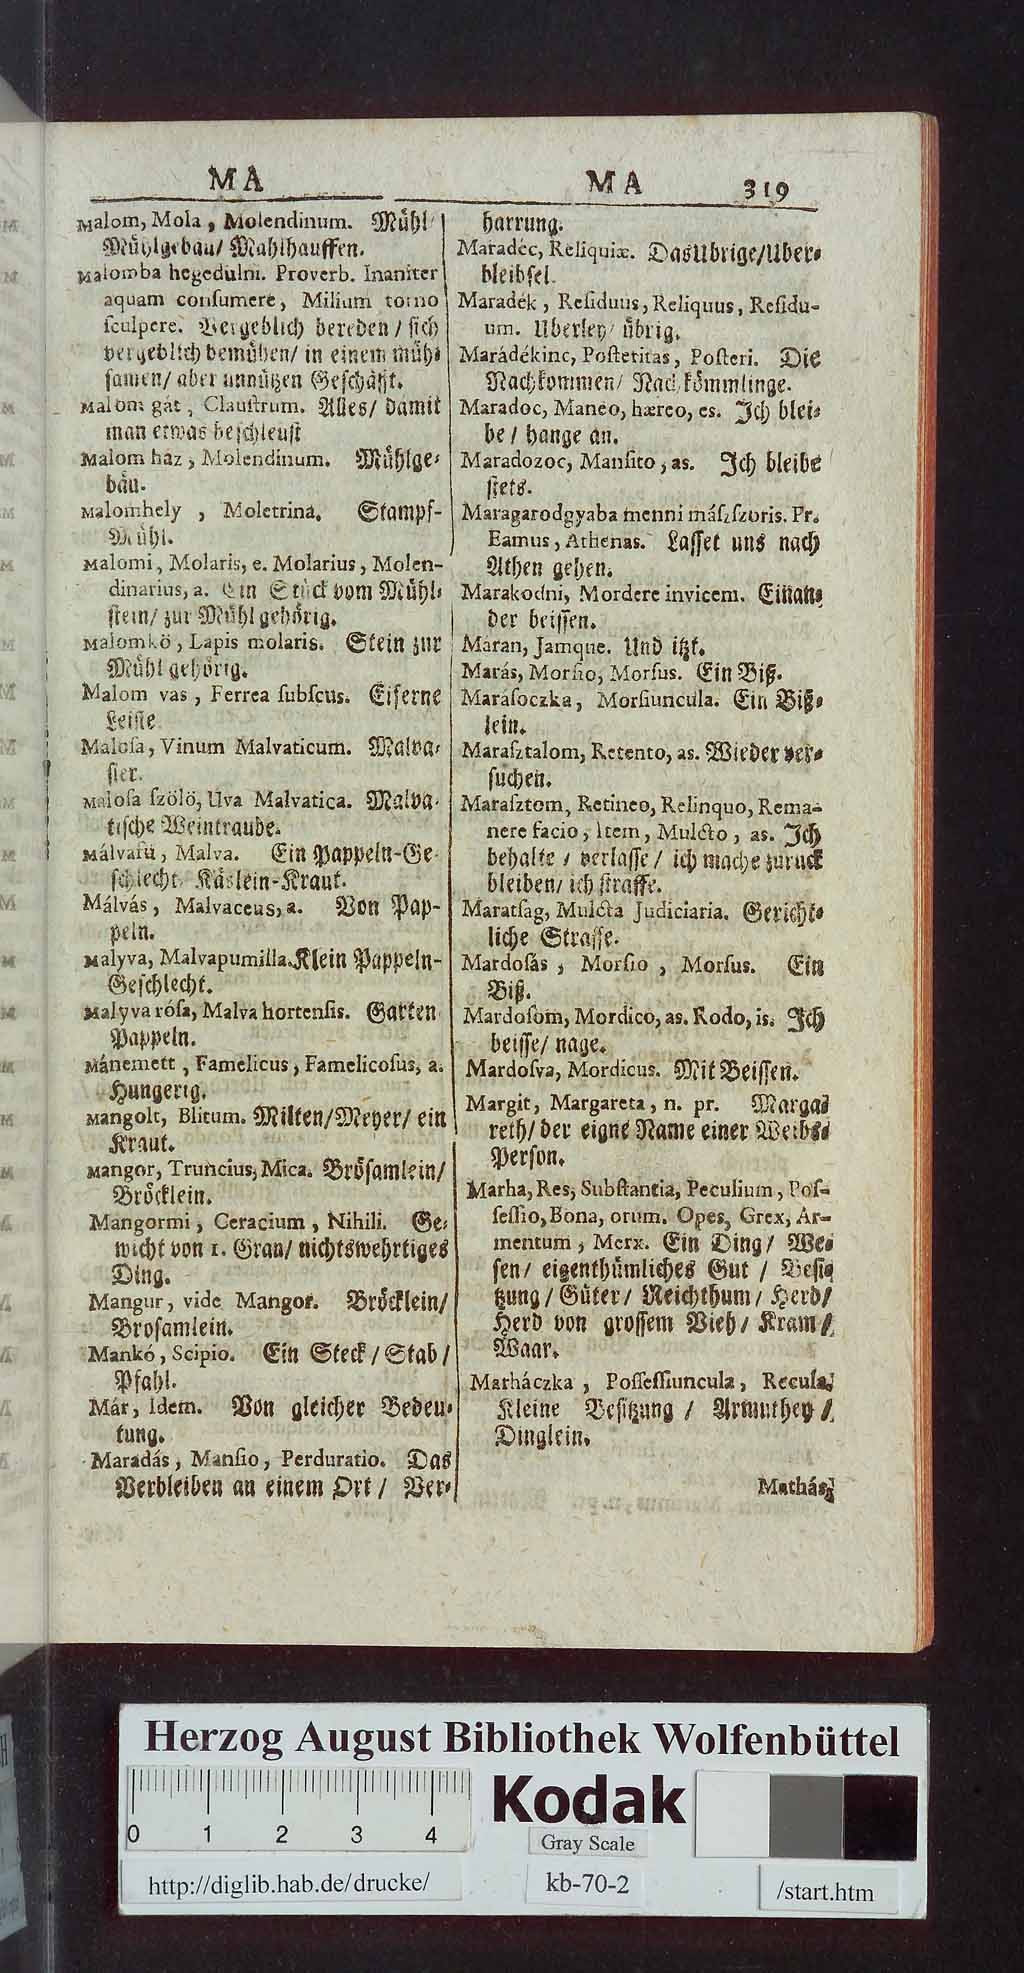 MA
MA 319
Malom, Mola, Molendinum. Mühl
Mühlgebäu/ Mahlhauffen.
Malomba hegedülni. Proverb. Inaniter
aquam consumere, Milium torno
sculpere. Vergeblich bereden / sich
vergeblich bemühen/ in einem müh⸗
samen/ aber unnützen Geschäfft.
Malom gát, Claustrum. Alles/ damit
man etwas beschleust
Malom ház, Molendinum. Mühlge⸗
bäu.
Malomhely, Moletrina. Stampf-
Mühl.
Malomi, Molaris, e. Molarius, Molen-
dinarius, a. Ein Stück vom Mühl⸗
stein/ zur Mühl gehörig.
Malomkö, Lapis molaris. Stein zur
Mühl gehörig.
Malom vas, Ferrea subscus. Eiserne
Leiste
Malosa, Vinum Malvaticum. Malva⸗
sier.
Malosa szölö, Uva Malvatica. Malva⸗
tische Weintraube.
Málvafü, Malva. Ein Pappeln-Ge⸗
schlecht, Käslein-Kraut.
Málvás, Malvaceus, a. Von Pap-
peln.
Malyva, Malvapumilla. Klein Pappeln-
Geschlecht.
Malyva rósa, Malva hortensis. Garten
Pappeln.
Mánemett, Famelicus, Famelicosus, a.
Hungerig.
Mangolt, Blitum. Milten/ Meyer/ ein
Kraut.
Mangor, Truncius, Mica. Brösamlein/
Bröcklein.
Mangormi, Ceracium, Nihili. Ge⸗
wicht von 1. Gran/ nichtswehrtiges
Ding.
Mangur, vide Mangor. Bröcklein/
Brosamlein.
Mankó, Scipio. Ein Steck / Stab /
Pfahl.
Már, Idem. Von gleicher Bedeu⸗
tung.
Maradás, Mansio, Perduratio. Das
Verbleiben an einem Ort / Ver⸗
harrung.
Maradéc, Reliquiæ. Das Ubrige/ Uber⸗
bleibsel.
Maradék, Residuus, Reliquus, Residu-
um. Uberley/ übrig.
Marádékinc, Postetitas, Posteri. Die
Nachkommen/ Nachkömmlinge.
Maradoc, Maneo, hæreo, es. Ich blei⸗
be / hange an.
Maradozoc, Mansito, as. Ich bleibe
stets.
Maragarodgyaba menni mászszoris. Pr.
Eamus, Athenas. Lasset uns nach
Athen gehen.
Marakodni, Mordere invicem. Einan⸗
der beissen.
Maran, Jamque. Und itzt.
Marás, Morsio, Morsus. Ein Biß.
Marásoczka, Morsiuncula. Ein Biß⸗
lein.
Marasztalom, Retento, as. Wieder ver⸗
suchen.
Marasztom, Retineo, Relinquo, Rema-
nere facio, Item, Mulcto, as. Ich
behalte / verlasse / ich mache zuruck
bleiben/ ich straffe.
Maratsag, Mulcta Judiciaria. Gericht⸗
liche Straffe.
Mardosás, Morsio, Morsus. Ein
Biß.
Mardosom, Mordico, as. Rodo, is. Ich
beisse/ nage.
Mardosva, Mordicus. Mit Beissen.
Margit, Margareta, n. pr. Marga⸗
reth/ der eigne Name einer Weibs⸗
Person.
Marha, Res, Substantia, Peculium, Pos-
sessio, Bona, orum. Opes, Grex, Ar-
mentum, Merx. Ein Ding/ We⸗
sen/ eigenthümliches Gut / Besi⸗
tzung/ Güter/ Reichthum/ Herd/
Herd von grossem Vieh/ Kram/
Waar.
Marháczka, Possessiuncula, Recula.
Kleine Besitzung / Armuthey /
Dinglein.
Mathász
Herzog August Bibliothek Wolfenbüttel
0 1 2 3 4
Kodak
Gray Scale
http://diglib.hab.de/drucke/
kb-70-2
/start.htm